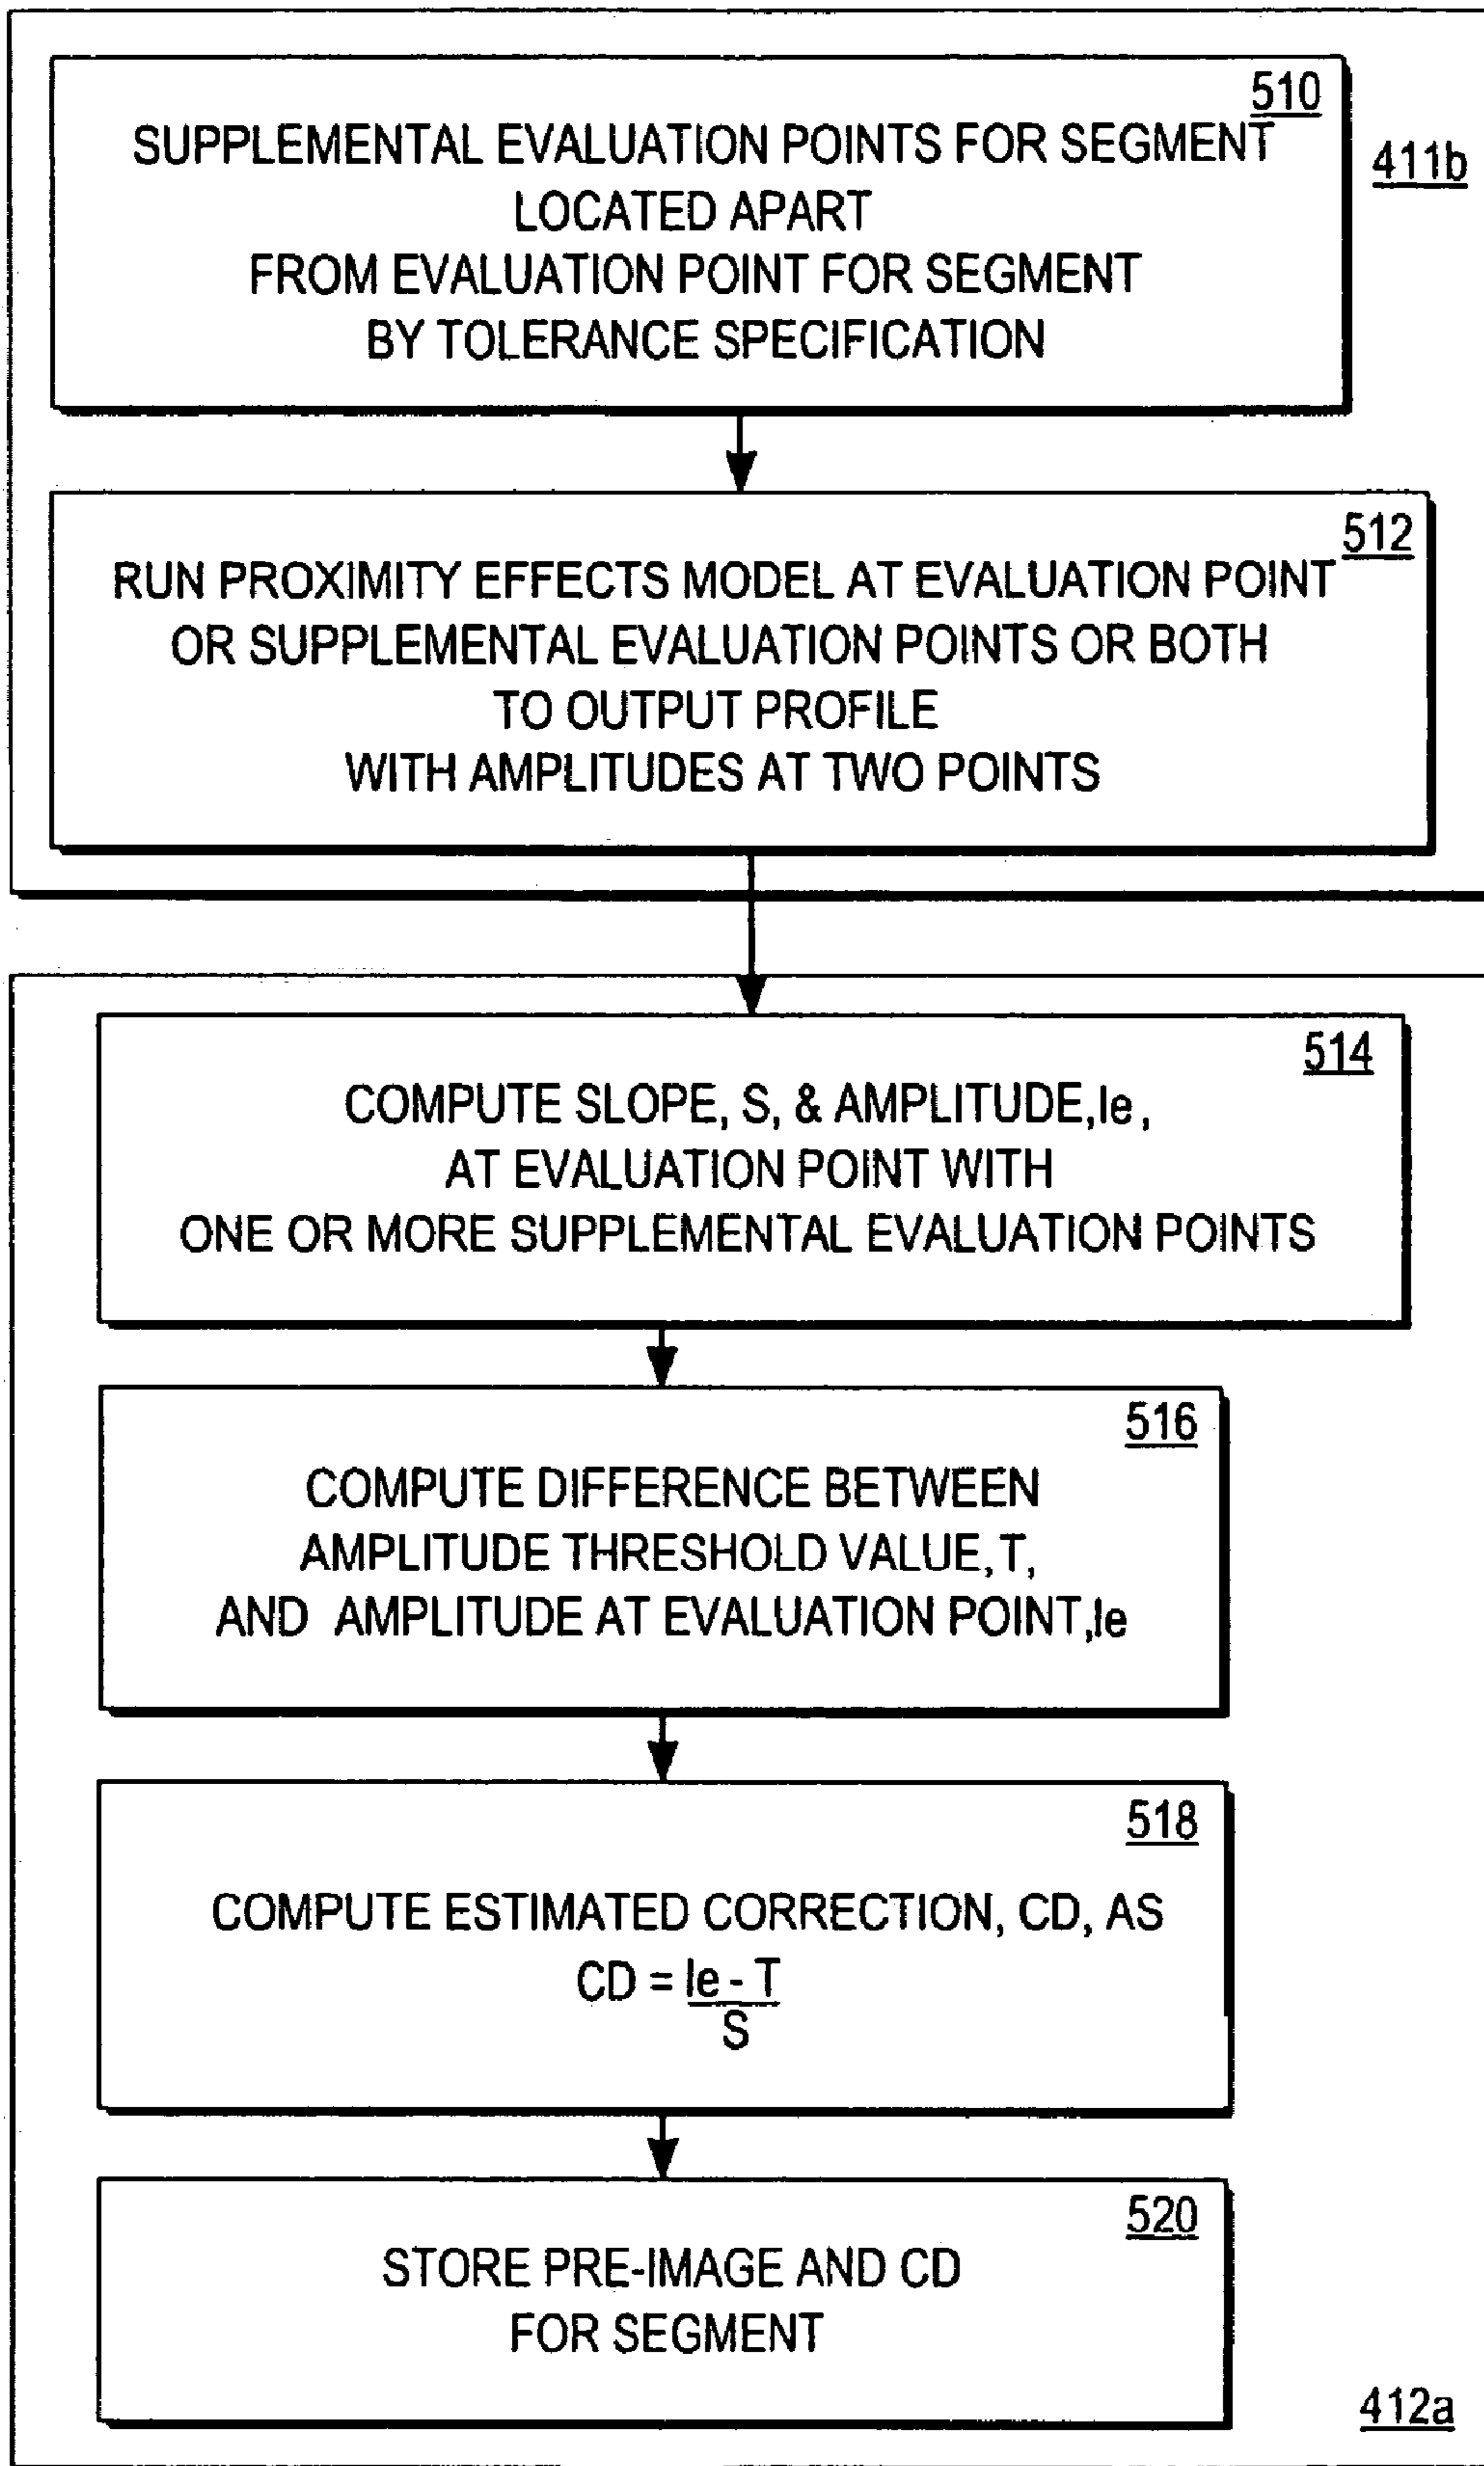 510
SUPPLEMENTAL EVALUATION POINTS FOR SEGMENT
LOCATED APART
FROM EVALUATION POINT FOR SEGMENT
BY TOLERANCE SPECIFICATION
411b
512
RUN PROXIMITY EFFECTS MODEL AT EVALUATION POINT
OR SUPPLEMENTAL EVALUATION POINTS OR BOTH
TO OUTPUT PROFILE
WITH AMPLITUDES AT TWO POINTS
514
COMPUTE SLOPE, S, & AMPLITUDE,Ie,
AT EVALUATION POINT WITH
ONE OR MORE SUPPLEMENTAL EVALUATION POINTS
516
COMPUTE DIFFERENCE BETWEEN
AMPLITUDE THRESHOLD VALUE,T,
AND AMPLITUDE AT EVALUATION POINT,Ie
518
COMPUTE ESTIMATED CORRECTION, CD, AS
CD = Ie - T
S
520
STORE PRE-IMAGE AND CD
FOR SEGMENT
412a